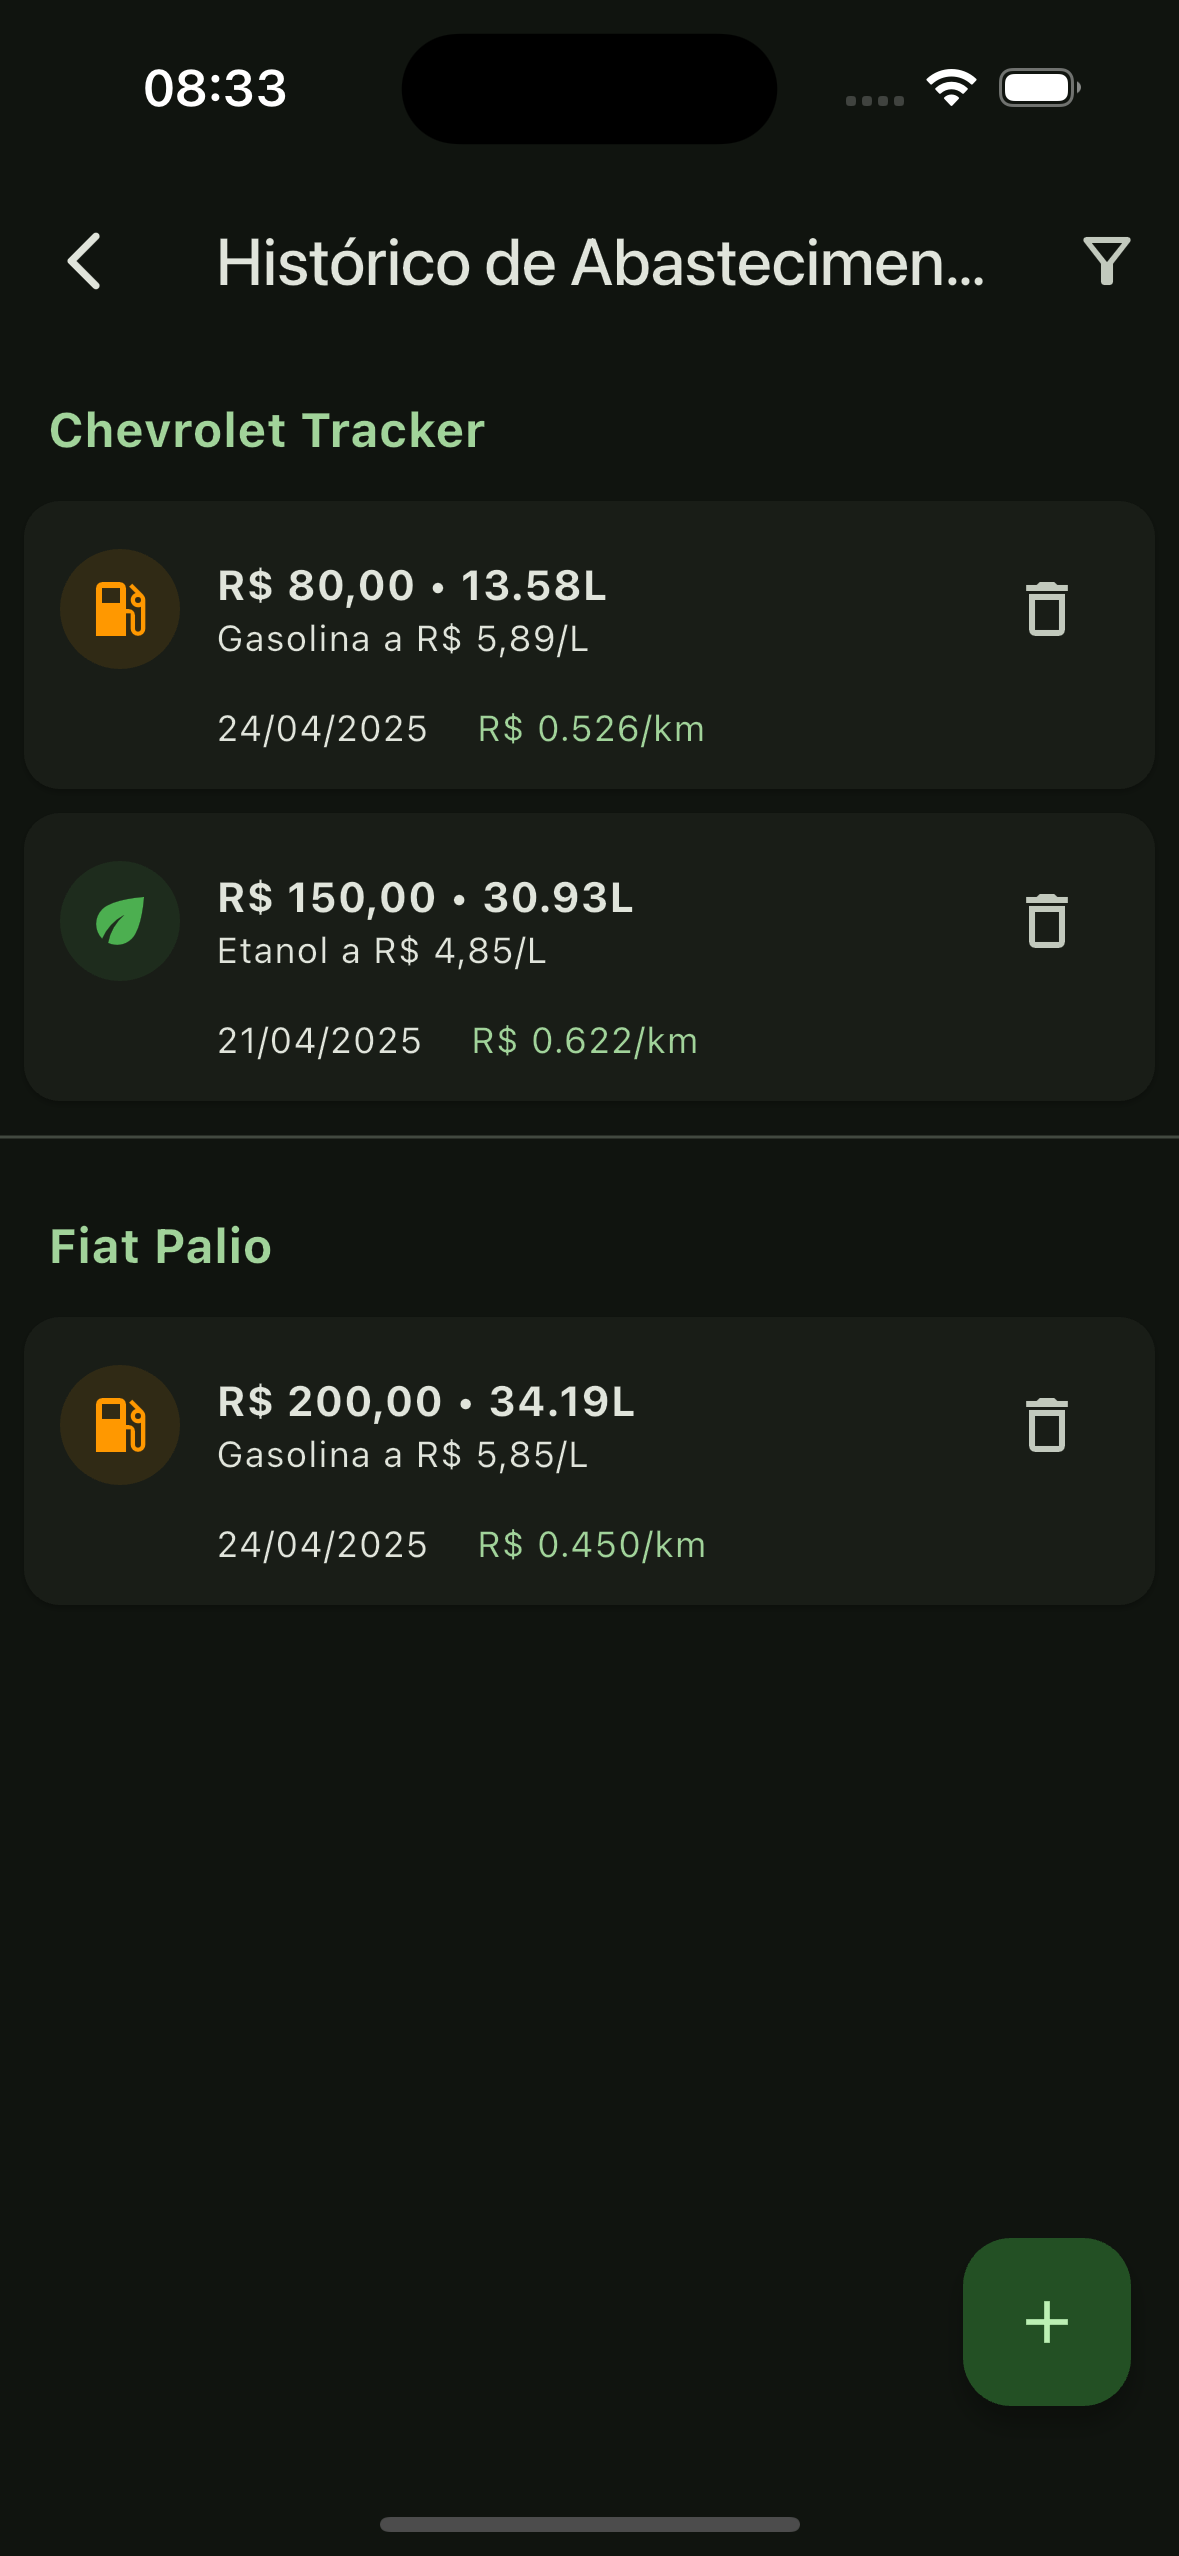 08:33
Histórico de Abastecimen...
Chevrolet Tracker
R$ 80,00 • 13.58L
Gasolina a R$ 5,89/L
24/04/2025 R$ 0.526/km
R$ 150,00 • 30.93L
Etanol a R$ 4,85/L
21/04/2025 R$ 0.622/km
Fiat Palio
R$ 200,00 • 34.19L
Gasolina a R$ 5,85/L
24/04/2025 R$ 0.450/km